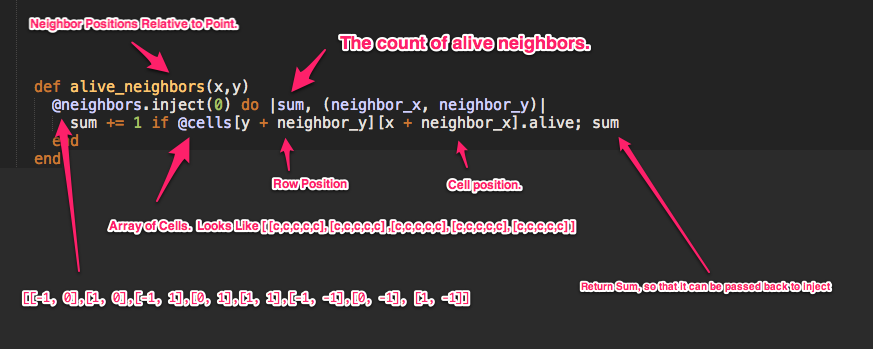 Neighbor Positions Relative to Point.
The count of alive neighbors.
def alive_neighbors(x,y)
@neighbors.inject(0) do |sum, (neighbor_x, neighbor_y)|
sum += 1 if @cells[y + neighbor_y][x + neighbor_x].alive; sum
end
end
Row Position
Cell position.
Array of Cells. Looks Like [ [c,c,c,c,c], [c,c,c,c,c] ,[c,c,c,c,c], [c,c,c,c,c], [c,c,c,c,c] ]
[[-1, 0],[1, 0],[-1, 1],[0, 1],[1, 1],[-1, -1],[0, -1], [1, -1]]
Return Sum, so that it can be passed back to Inject